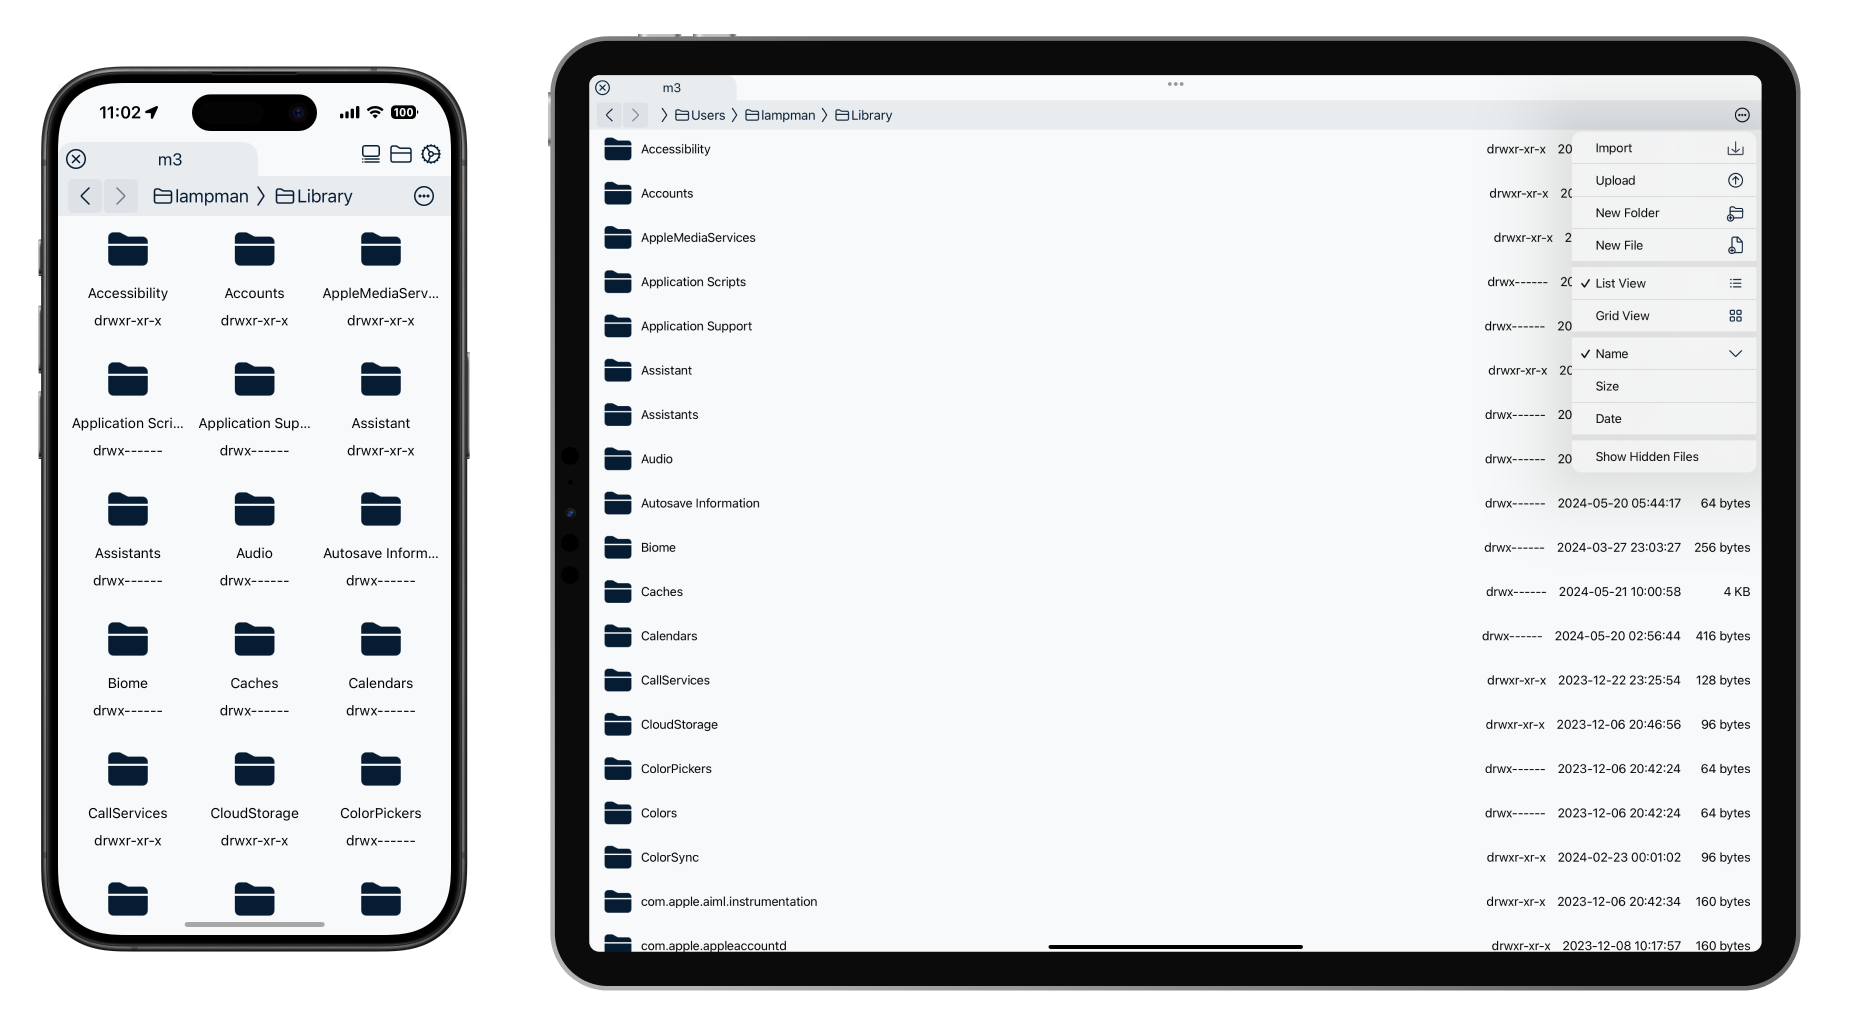 11:02
100
m3
lampman
Library
Accessibility Accounts AppleMediaServ...
drwxr-xr-x drwxr-xr-x drwxr-xr-x
Application Scri... Application Sup... Assistant
drwx------ drwx------ drwxr-xr-x
Assistants Audio Autosave Inform...
drwx------ drwx------ drwx------
Biome Caches Calendars
drwx------ drwx------ drwx------
CallServices CloudStorage ColorPickers
drwxr-xr-x drwxr-xr-x drwx------
m3
Users lampman Library
Accessibility drwxr-xr-x 20
Accounts drwxr-xr-x 20
AppleMediaServices drwxr-xr-x 2
Application Scripts drwx------ 20
Application Support drwx------ 20
Assistant drwxr-xr-x 20
Assistants drwx------ 20
Audio drwx------ 20
Autosave Information drwx------ 2024-05-20 05:44:17 64 bytes
Biome drwx------ 2024-03-27 23:03:27 256 bytes
Caches drwx------ 2024-05-21 10:00:58 4 KB
Calendars drwx------ 2024-05-20 02:56:44 416 bytes
CallServices drwxr-xr-x 2023-12-22 23:25:54 128 bytes
CloudStorage drwxr-xr-x 2023-12-06 20:46:56 96 bytes
ColorPickers drwx------ 2023-12-06 20:42:24 64 bytes
Colors drwx------ 2023-12-06 20:42:24 64 bytes
ColorSync drwxr-xr-x 2024-02-23 00:01:02 96 bytes
com.apple.aiml.instrumentation drwxr-xr-x 2023-12-06 20:42:34 160 bytes
com.apple.appleaccountd drwxr-xr-x 2023-12-08 10:17:57 160 bytes
Import
Upload
New Folder
New File
List View
Grid View
Name
Size
Date
Show Hidden Files